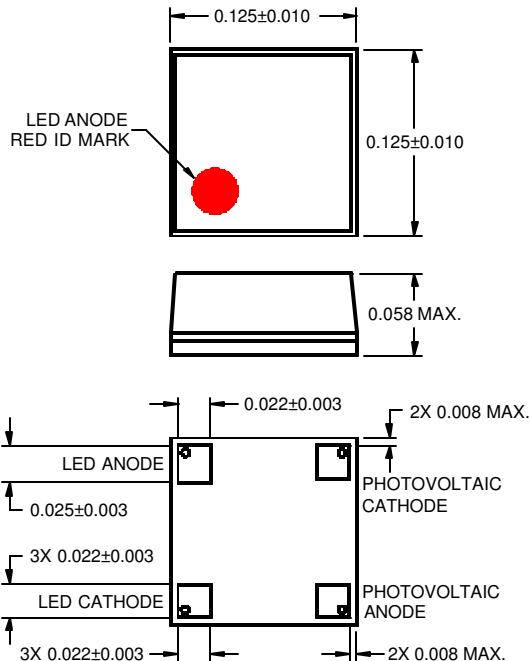 0.125±0.010
LED ANODE
RED ID MARK
0.125±0.010
0.058 MAX.
0.022±0.003
2X 0.008 MAX.
LED ANODE
PHOTOVOLTAIC
CATHODE
0.025±0.003
3X 0.022±0.003
LED CATHODE
PHOTOVOLTAIC
ANODE
3X 0.022±0.003
2X 0.008 MAX.